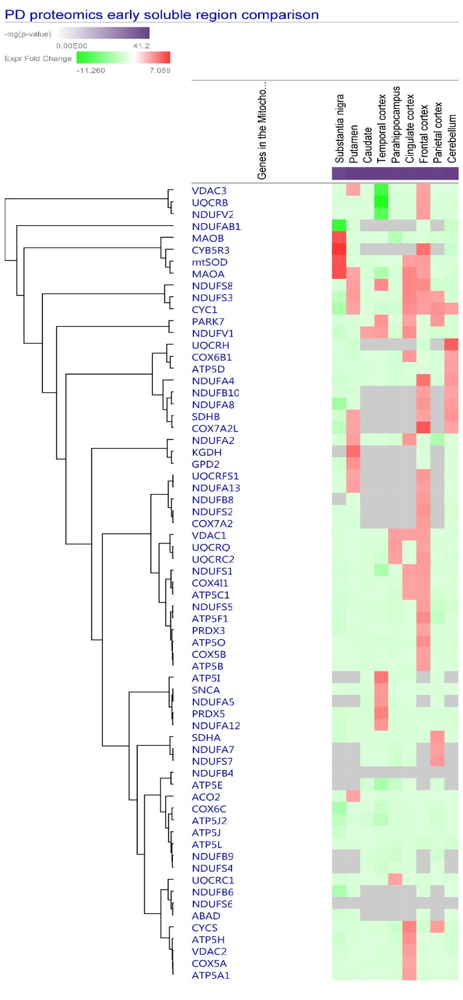 PD proteomics early soluble region comparison
-log(p-value)
0.00E00 41.2
Expr Fold Change
-11.260 7.059
Genes in the Mitocho...
Substantia nigra
Putamen
Caudate
Temporal cortex
Parahippocampus
Cingulate cortex
Frontal cortex
Parietal cortex
Cerebellum
VDAC3
UQCRB
NDUFV2
NDUFAB1
MAOB
CYB5R3
mtSOD
MAOA
NDUFS8
NDUFS3
CYC1
PARK7
NDUFV1
UQCRH
COX6B1
ATP5D
NDUFA4
NDUFB10
NDUFA8
SDHB
COX7A2L
NDUFA2
KGDH
GPD2
UQCRFS1
NDUFA13
NDUFB8
NDUFS2
COX7A2
VDAC1
UQCRQ
UQCRC2
NDUFS1
COX4I1
ATP5C1
NDUFS5
ATP5F1
PRDX3
ATP5O
COX5B
ATP5B
ATP5I
SNCA
NDUFA5
PRDX5
NDUFA12
SDHA
NDUFA7
NDUFS7
NDUFB4
ATP5E
ACO2
COX6C
ATP5J2
ATP5J
ATP5L
NDUFB9
NDUFS4
UQCRC1
NDUFB6
NDUFS6
ABAD
CYCS
ATP5H
VDAC2
COX5A
ATP5A1